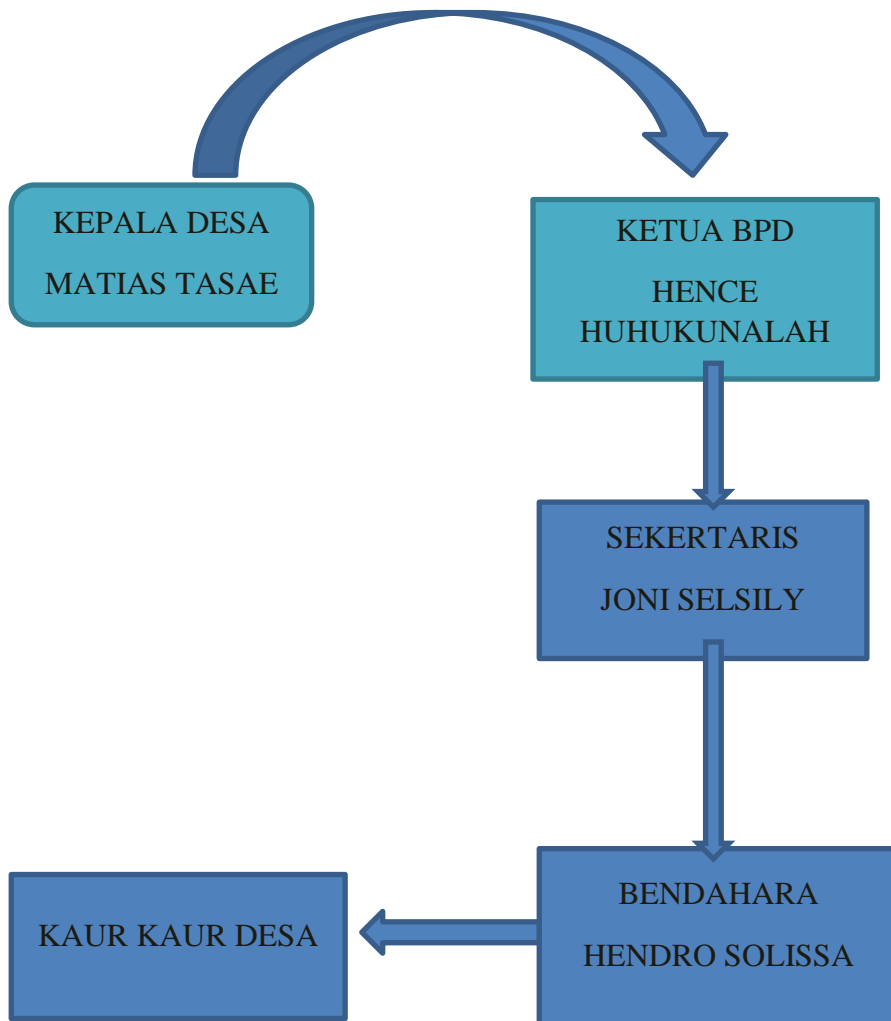 KEPALA DESA
MATIAS TASAE
KETUA BPD
HENCE
HUHUKUNALAH
SEKERTARIS
JONI SELSILY
BENDAHARA
HENDRO SOLISSA
KAUR KAUR DESA